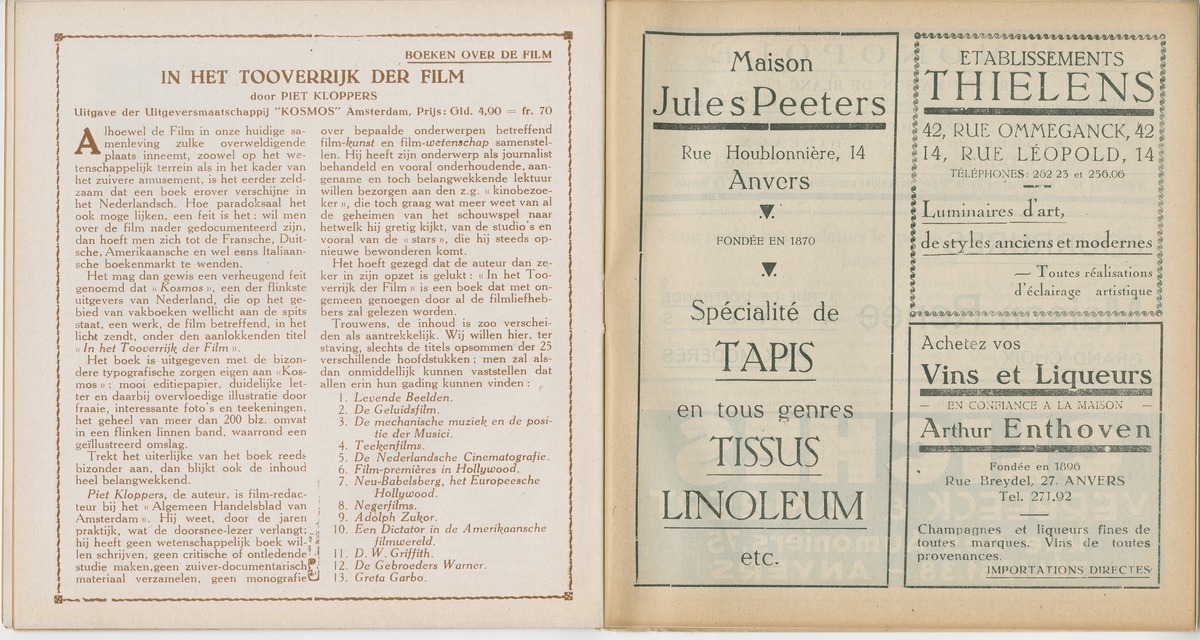 BOEKEN OVER DE FILM
IN HET TOOVERRIJK DER FILM
door PIET KLOPPERS
Uitgave der Uitgeversmaatschappij "KOSMOS" Amsterdam, Prijs: Gld. 4,90 = fr. 70
Alhoewel de Film in onze huidige sa-
menleving zulke overweldigende
plaats inneemt, zoowel op het we-
tenschappelijk terrein als in het kader van
het zuivere amusement, is het eerder zeld-
zaam dat een boek erover verschijne in
het Nederlandsch. Hoe paradoksaal het
ook moge lijken, een feit is het: wil men
over de film nader gedocumenteerd zijn,
dan hoeft men zich tot de Fransche, Duit-
sche, Amerikaansche en wel eens Italiaan-
sche boekenmarkt te wenden.
Het mag dan gewis een verheugend feit
genoemd dat « Kosmos », een der flinkste
uitgevers van Nederland, die op het ge-
bied van vakboeken wellicht aan de spits
staat, een werk, de film betreffend, in het
licht zendt, onder den aanlokkenden titel
« In het Tooverrijk der Film ».
Het boek is uitgegeven met de bizon-
dere typografische zorgen eigen aan «Kos-
mos» : mooi editiepapier, duidelijke let-
ter en daarbij overvloedige illustratie door
fraaie, interessante foto's en teekeningen,
het geheel van meer dan 200 blz. omvat
in een flinken linnen band, waarrond een
geïllustreerd omslag.
Trekt het uiterlijke van het boek reeds
bizonder aan, dan blijkt ook de inhoud
heel belangwekkend.
Piet Kloppers, de auteur, is film-redac-
teur bij het « Algemeen Handelsblad van
Amsterdam ». Hij weet, door de jaren
praktijk, wat de doorsnee-lezer verlangt;
hij heeft geen wetenschappelijk boek wil-
len schrijven, geen critische of ontledende
studie maken, geen zuiver-documentarisch
materiaal verzamelen, geen monografie
over bepaalde onderwerpen betreffend
film-kunst en film-wetenschap samenstel-
len. Hij heeft zijn onderwerp als journalist
behandeld en vooral onderhoudende, aan-
gename en toch belangwekkende lektuur
willen bezorgen aan den z.g. « kinobezoe-
ker », die toch graag wat meer weet van al
de geheimen van het schouwspel naar
hetwelk hij gretig kijkt, van de studio's en
vooral van de « stars », die hij steeds op-
nieuwe bewonderen komt.
Het hoeft gezegd dat de auteur dan ze-
ker in zijn opzet is gelukt : « In het Too-
verrijk der Film » is een boek dat met on-
gemeen genoegen door al de filmliefheb-
bers zal gelezen worden.
Trouwens, de inhoud is zoo verschei-
den als aantrekkelijk. Wij willen hier, ter
staving, slechts de titels opsommen der 25
verschillende hoofdstukken ; men zal als-
dan onmiddellijk kunnen vaststellen dat
allen erin hun gading kunnen vinden :
1. Levende Beelden.
2. De Geluidsfilm.
3. De mechanische muziek en de posi-
tie der Musici.
4. Teekenfilms.
5. De Nederlandsche Cinematografie.
6. Film-premières in Hollywood.
7. Neu-Babelsberg, het Europeesche
Hollywood.
8. Negerfilms.
9. Adolph Zukor.
10. Een Dictator in de Amerikaansche
filmwereld.
11. D. W. Griffith.
12. De Gebroeders Warner.
13. Greta Garbo.
Maison
Jules Peeters
Rue Houblonnière, 14
Anvers
FONDÉE EN 1870
Spécialité de
TAPIS
en tous genres
TISSUS
LINOLEUM
etc.
ETABLISSEMENTS
THIELENS
42, RUE OMMEGANCK, 42
14, RUE LÉOPOLD, 14
TÉLÉPHONES: 262 23 et 256.06
Luminaires d'art,
de styles anciens et modernes
— Toutes réalisations
d'éclairage artistique
Achetez vos
Vins et Liqueurs
— EN CONFIANCE A LA MAISON —
Arthur Enthoven
Fondée en 1896
Rue Breydel, 27. ANVERS
Tel. 271.92
Champagnes et liqueurs fines de
toutes marques. Vins de toutes
provenances.
IMPORTATIONS DIRECTES